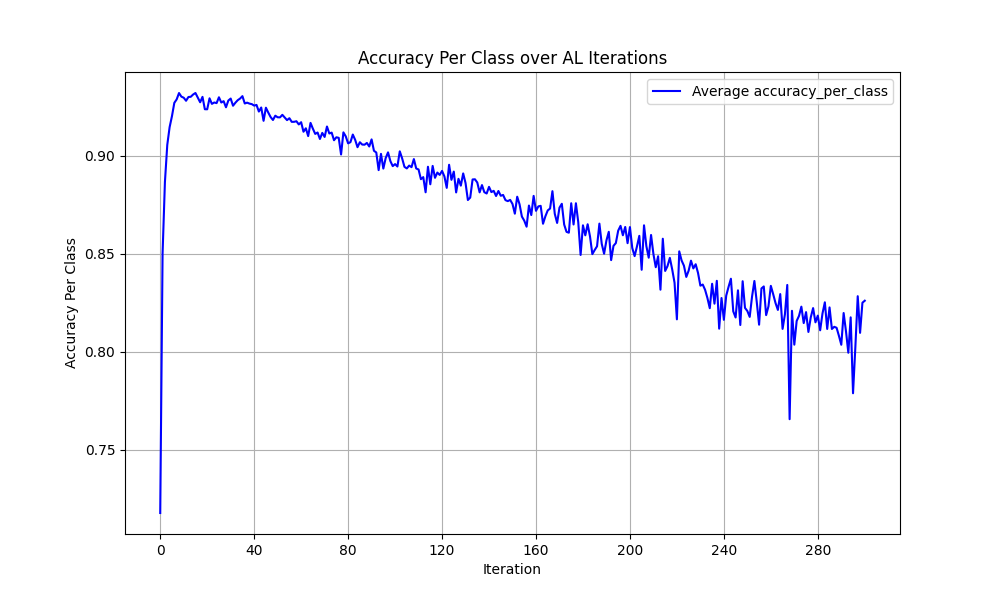 Accuracy Per Class over AL Iterations
Average accuracy_per_class
Accuracy Per Class
0.90
0.85
0.80
0.75
0 40 80 120 160 200 240 280
Iteration